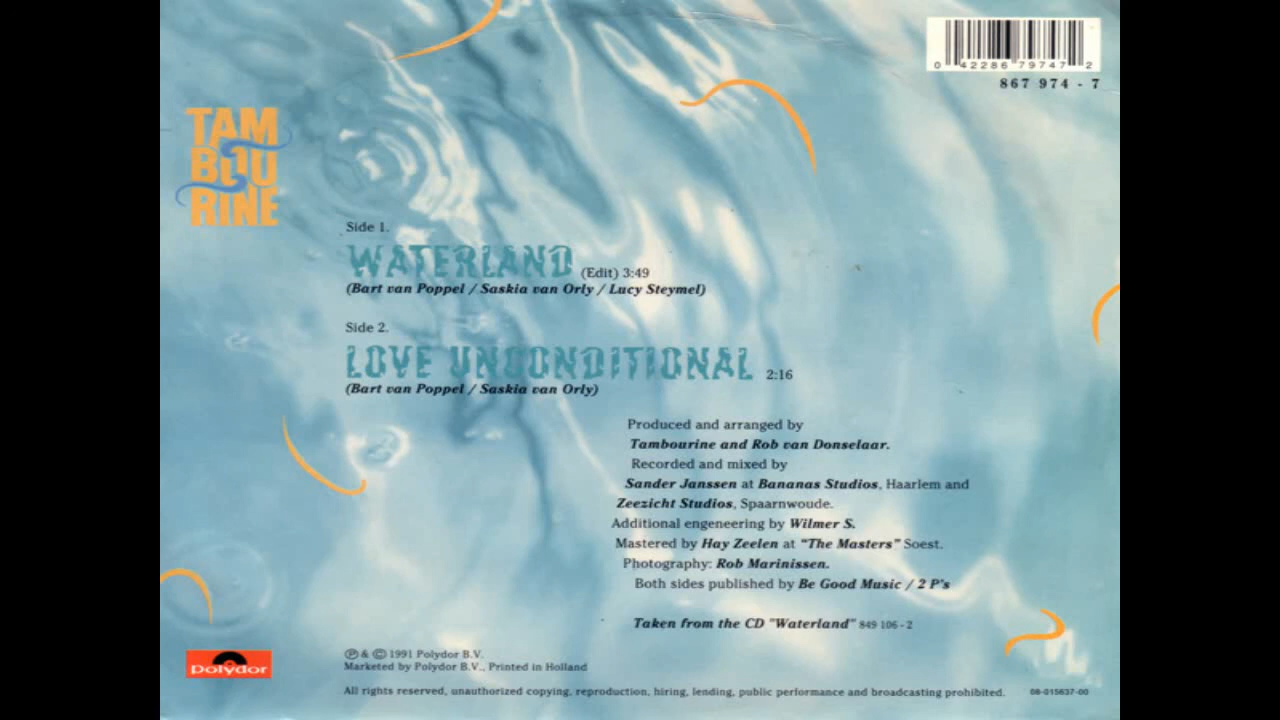 0 42286 79747 2
867 974 - 7
TAM
BOU
RINE
Side 1.
WATERLAND (Edit) 3:49
(Bart van Poppel / Saskia van Orly / Lucy Steymel)
Side 2.
LOVE UNCONDITIONAL 2:16
(Bart van Poppel / Saskia van Orly)
Produced and arranged by
Tambourine and Rob van Donselaar.
Recorded and mixed by
Sander Janssen at Bananas Studios, Haarlem and
Zeezicht Studios, Spaarnwoude.
Additional engeneering by Wilmer S.
Mastered by Hay Zeelen at "The Masters" Soest.
Photography: Rob Marinissen.
Both sides published by Be Good Music / 2 P's
Taken from the CD "Waterland" 849 106 - 2
polydor
℗ & © 1991 Polydor B.V.
Marketed by Polydor B.V., Printed in Holland
All rights reserved, unauthorized copying, reproduction, hiring, lending, public performance and broadcasting prohibited.
08-015637-00